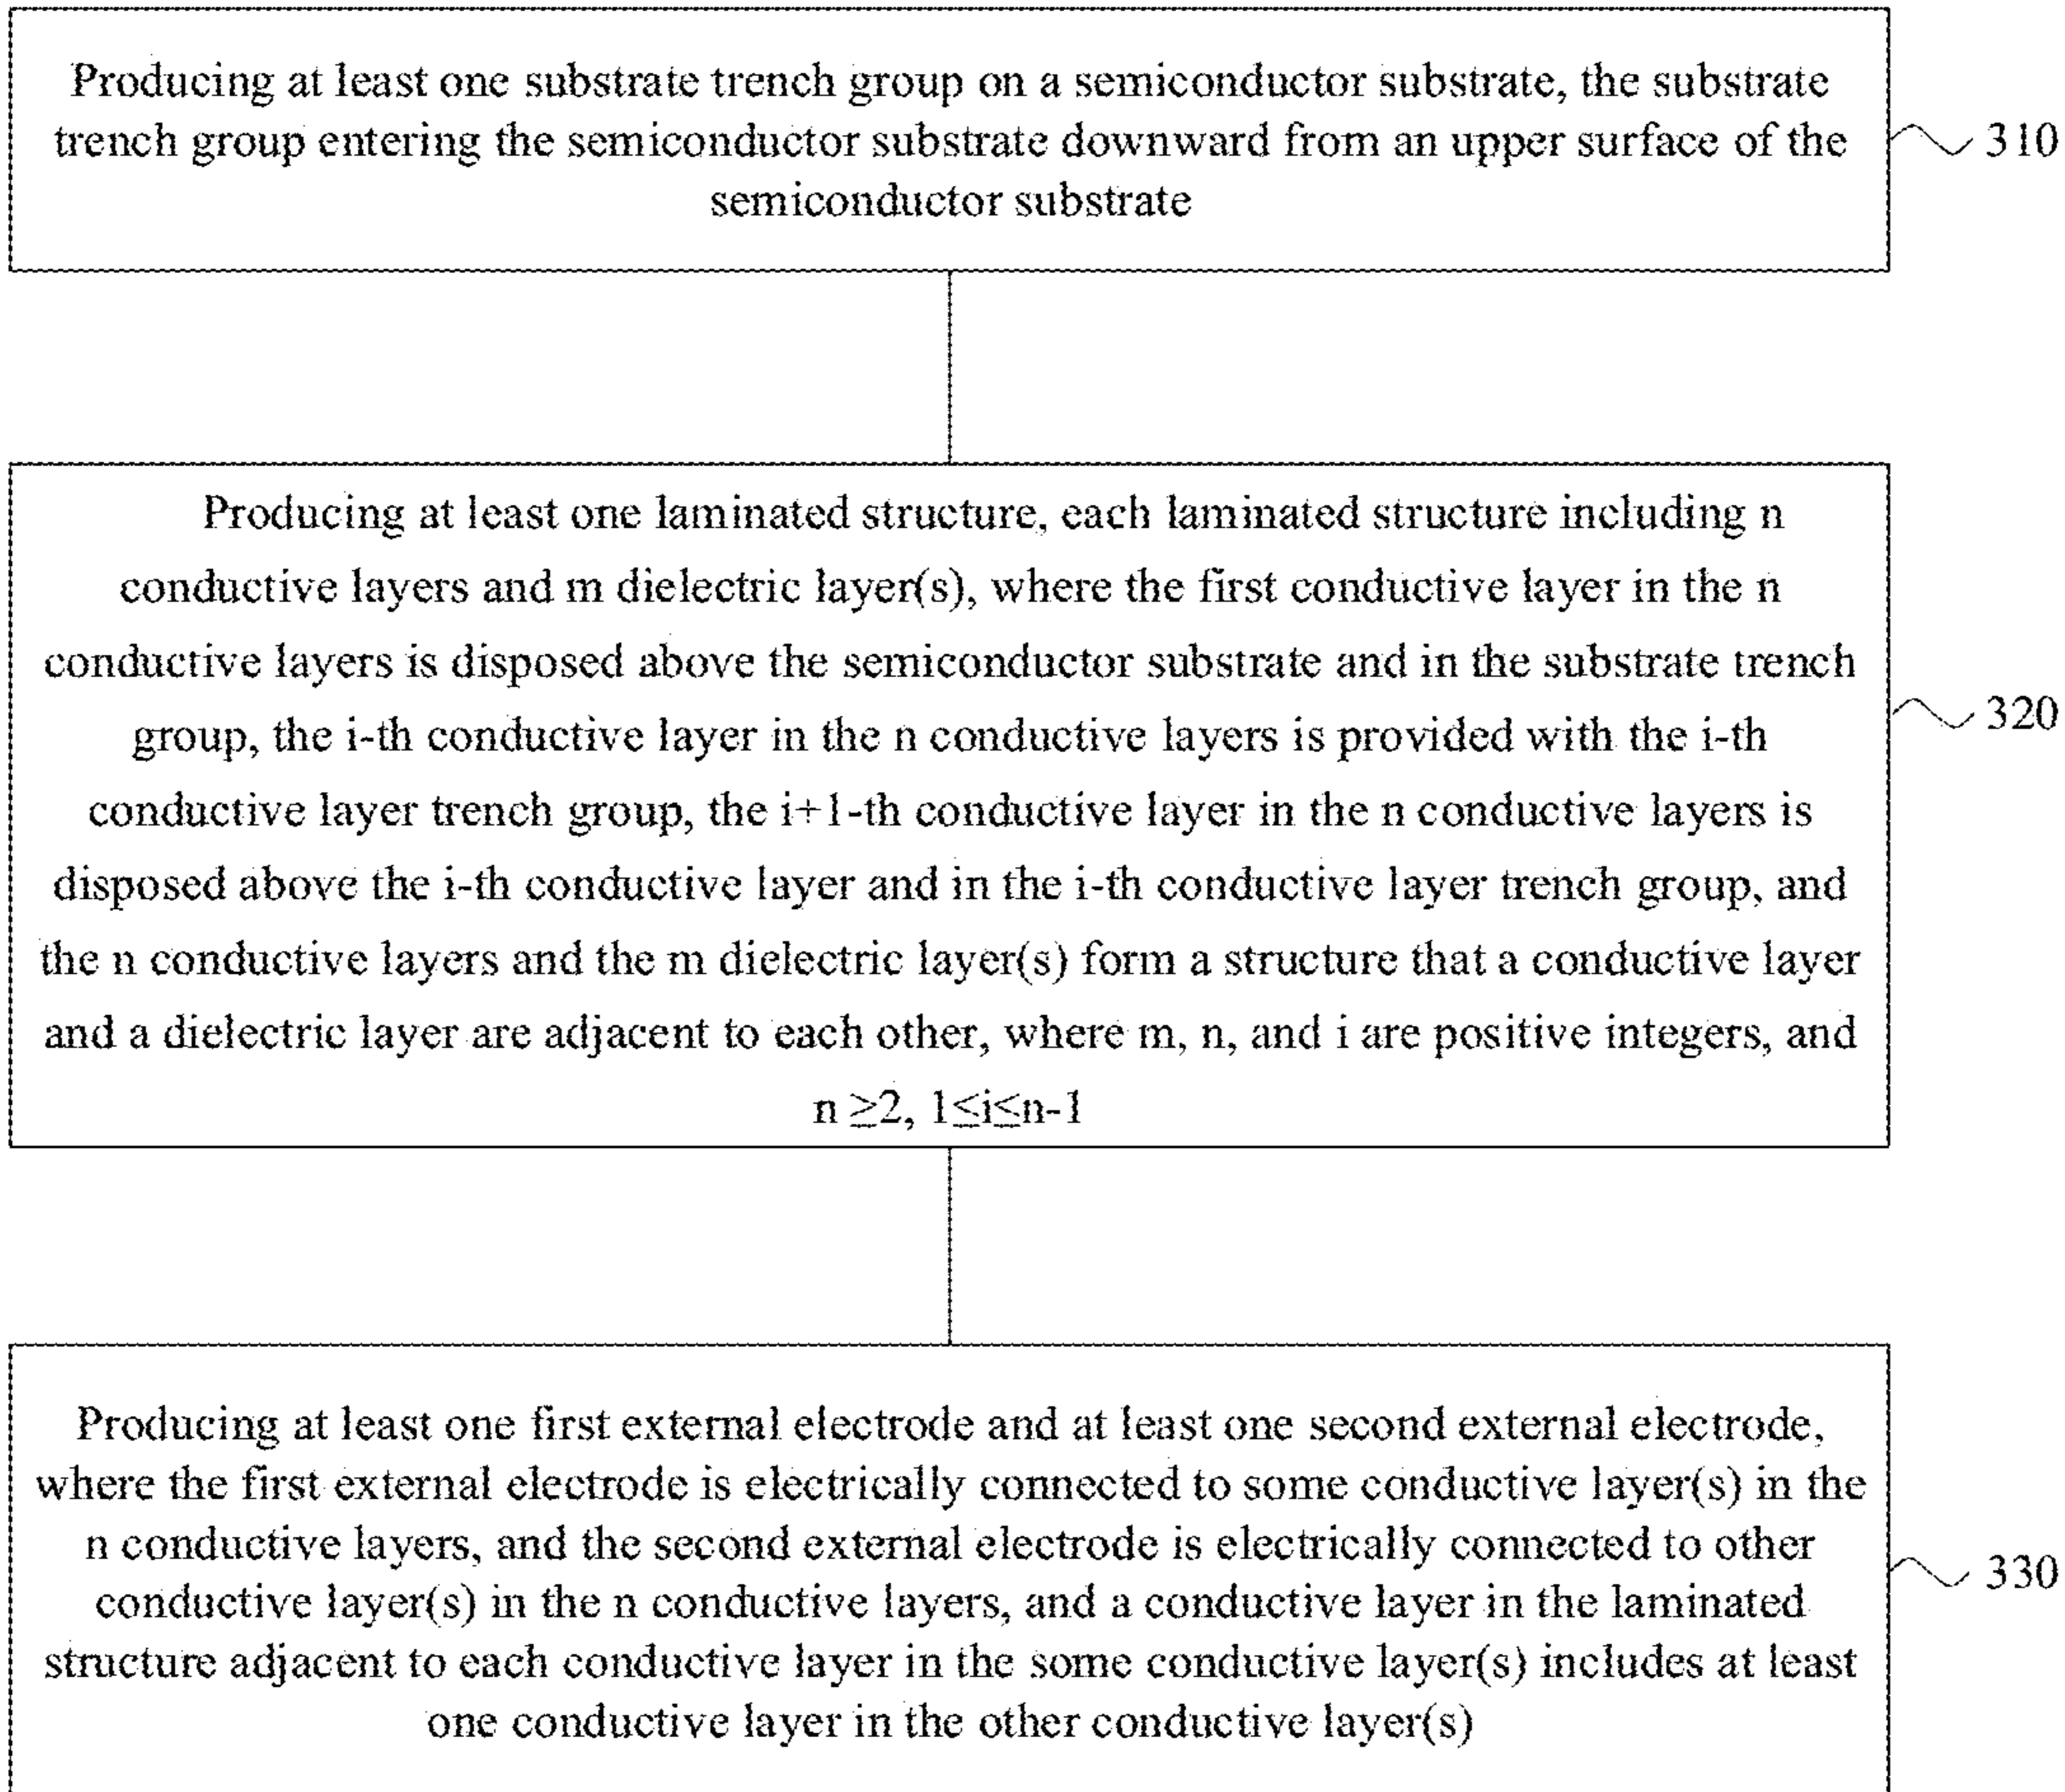 Producing at least one substrate trench group on a semiconductor substrate, the substrate
trench group entering the semiconductor substrate downward from an upper surface of the
semiconductor substrate
310
Producing at least one laminated structure, each laminated structure including n
conductive layers and m dielectric layer(s), where the first conductive layer in the n
conductive layers is disposed above the semiconductor substrate and in the substrate trench
group, the i-th conductive layer in the n conductive layers is provided with the i-th
conductive layer trench group, the i+1-th conductive layer in the n conductive layers is
disposed above the i-th conductive layer and in the i-th conductive layer trench group, and
the n conductive layers and the m dielectric layer(s) form a structure that a conductive layer
and a dielectric layer are adjacent to each other, where m, n, and i are positive integers, and
n ≥2, 1≤i≤n-1
320
Producing at least one first external electrode and at least one second external electrode,
where the first external electrode is electrically connected to some conductive layer(s) in the
n conductive layers, and the second external electrode is electrically connected to other
conductive layer(s) in the n conductive layers, and a conductive layer in the laminated
structure adjacent to each conductive layer in the some conductive layer(s) includes at least
one conductive layer in the other conductive layer(s)
330